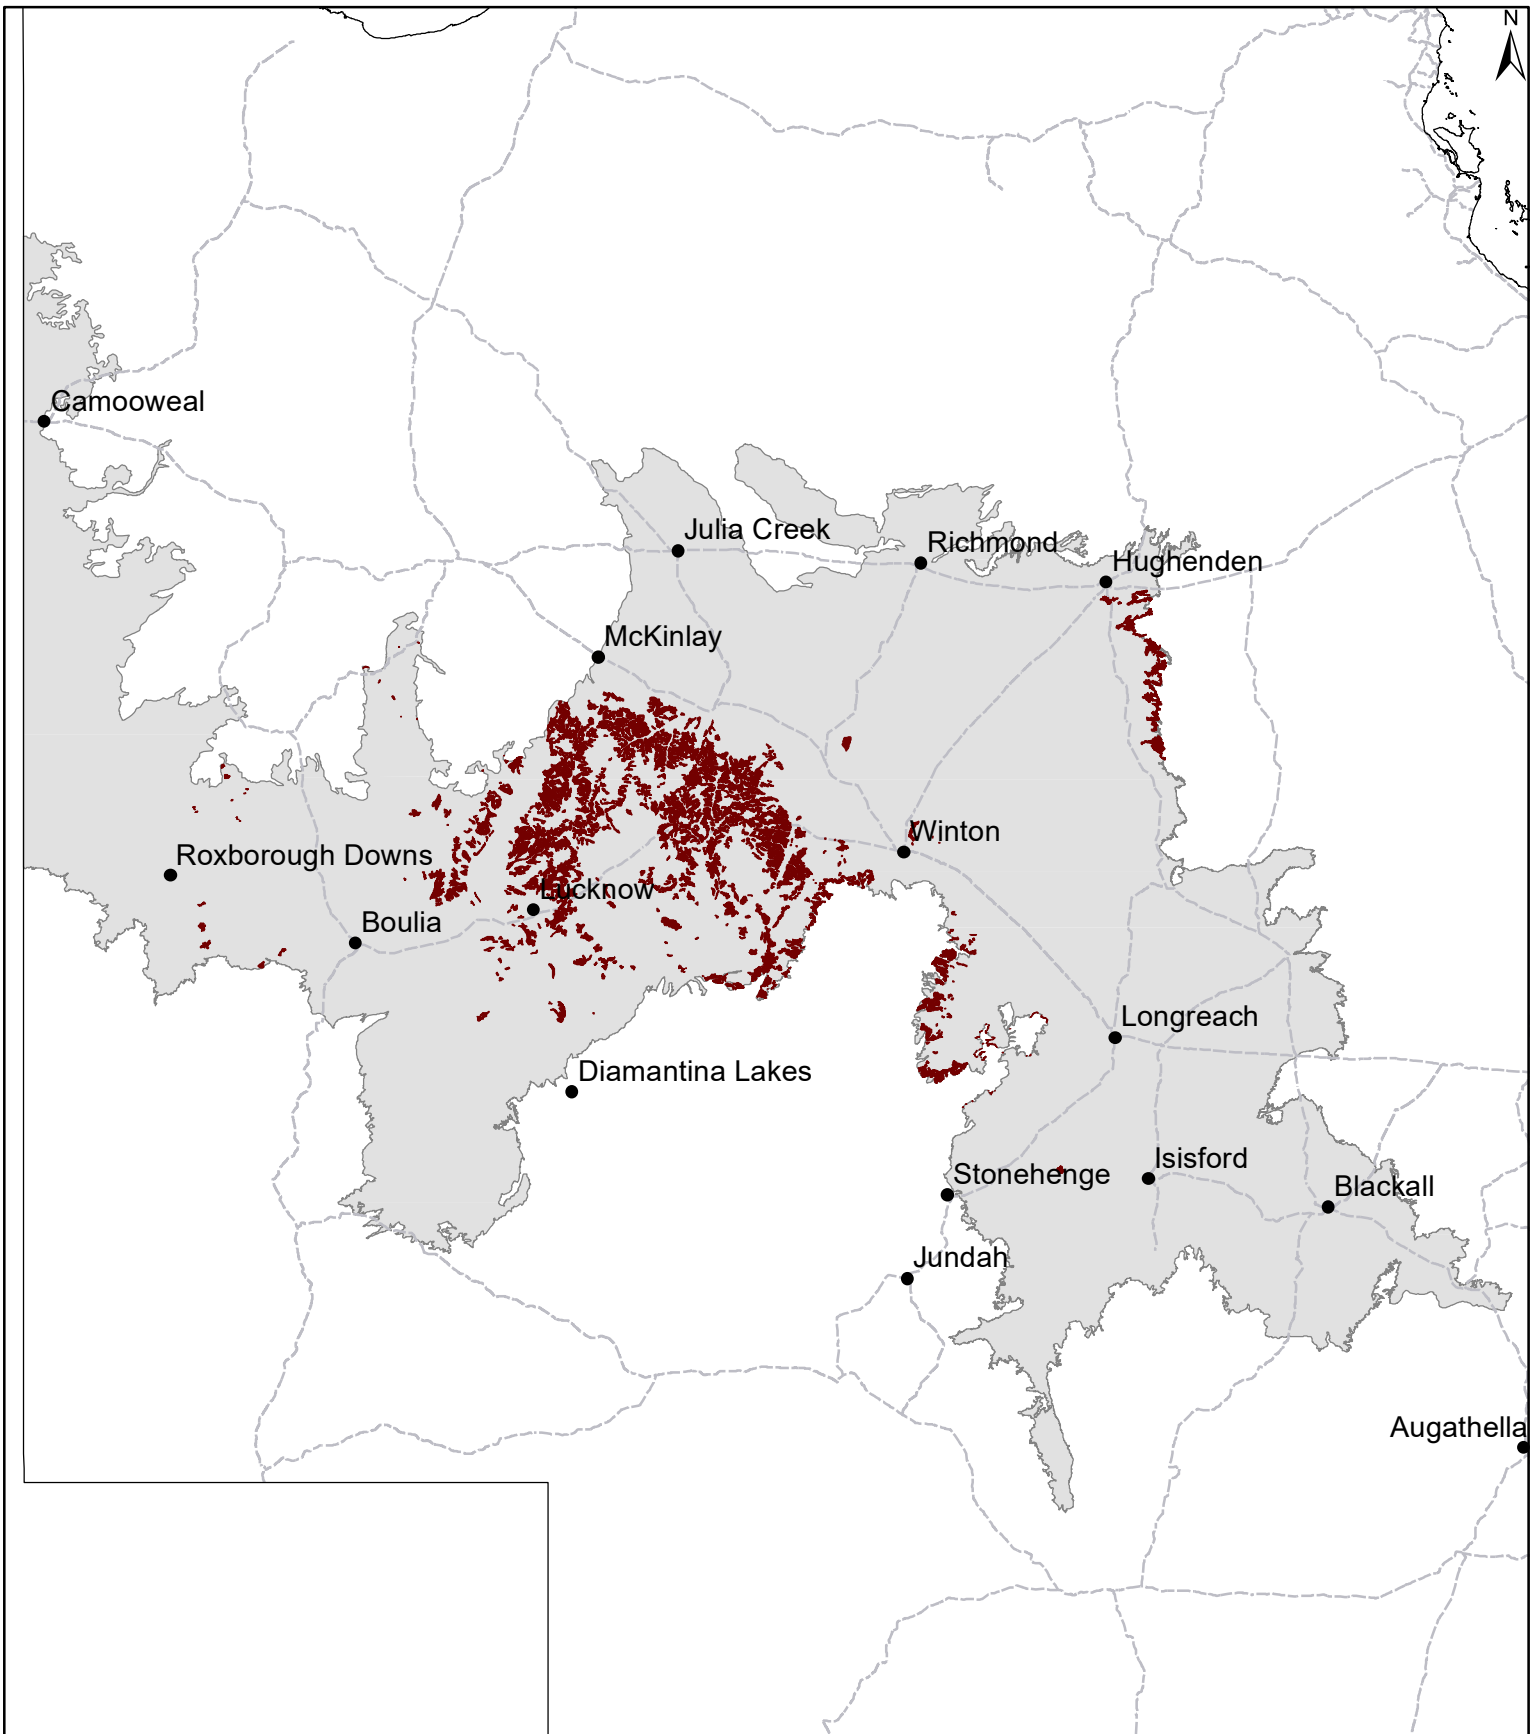 N
Camooweal
Julia Creek
Richmond
Hughenden
McKinlay
Winton
Roxborough Downs
Lucknow
Boulia
Longreach
Diamantina Lakes
Isisford
Stonehenge
Blackall
Jundah
Augathella